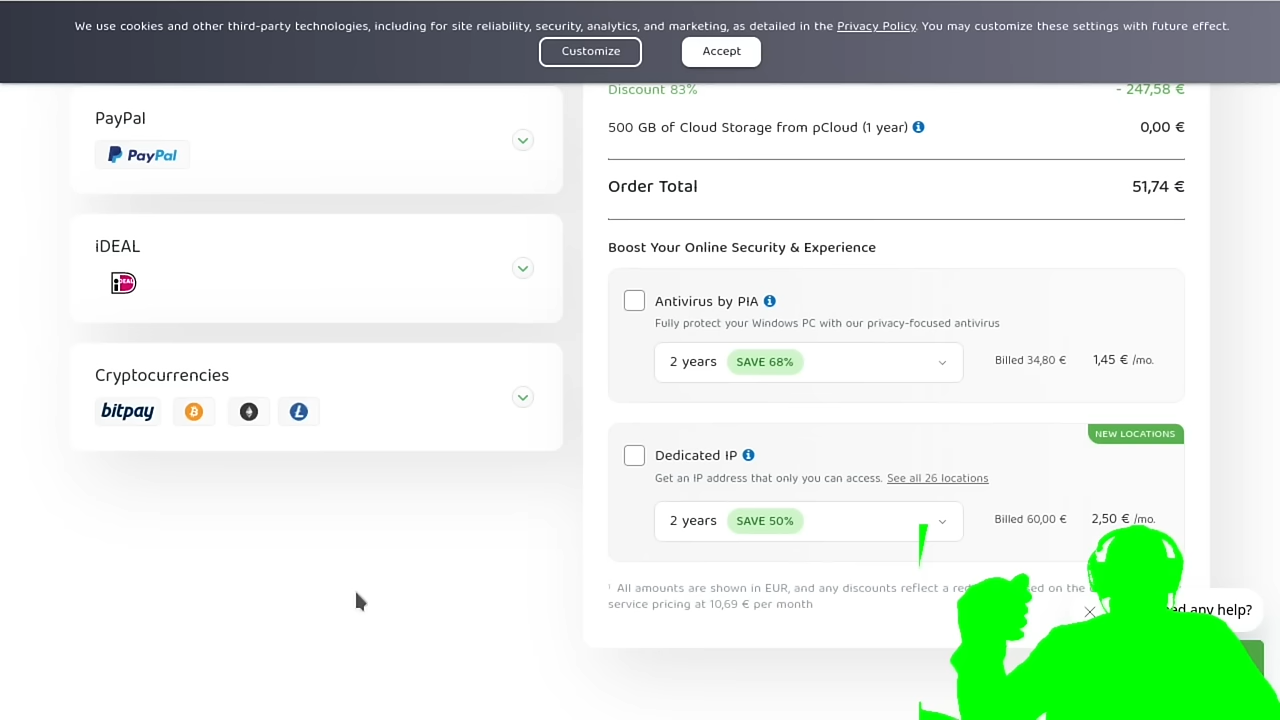 We use cookies and other third-party technologies, including for site reliability, security, analytics, and marketing, as detailed in the Privacy Policy. You may customize these settings with future effect.
Customize
Accept
PayPal
PayPal
iDEAL
iDEAL
Cryptocurrencies
bitpay
Discount 83% - 247,58 €
500 GB of Cloud Storage from pCloud (1 year) 0,00 €
Order Total 51,74 €
Boost Your Online Security & Experience
Antivirus by PIA
Fully protect your Windows PC with our privacy-focused antivirus
2 years SAVE 68% Billed 34,80 € 1,45 € /mo.
NEW LOCATIONS
Dedicated IP
Get an IP address that only you can access. See all 26 locations
2 years SAVE 50% Billed 60,00 € 2,50 € /mo.
¹ All amounts are shown in EUR, and any discounts reflect a on the
service pricing at 10,69 € per month
any help?